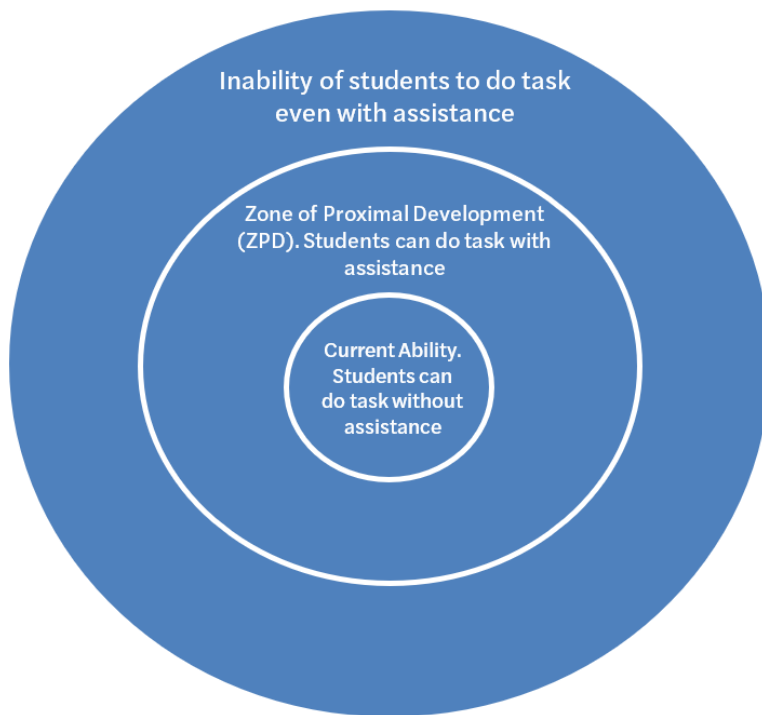 Inability of students to do task
even with assistance
Zone of Proximal Development
(ZPD). Students can do task with
assistance
Current Ability.
Students can
do task without
assistance